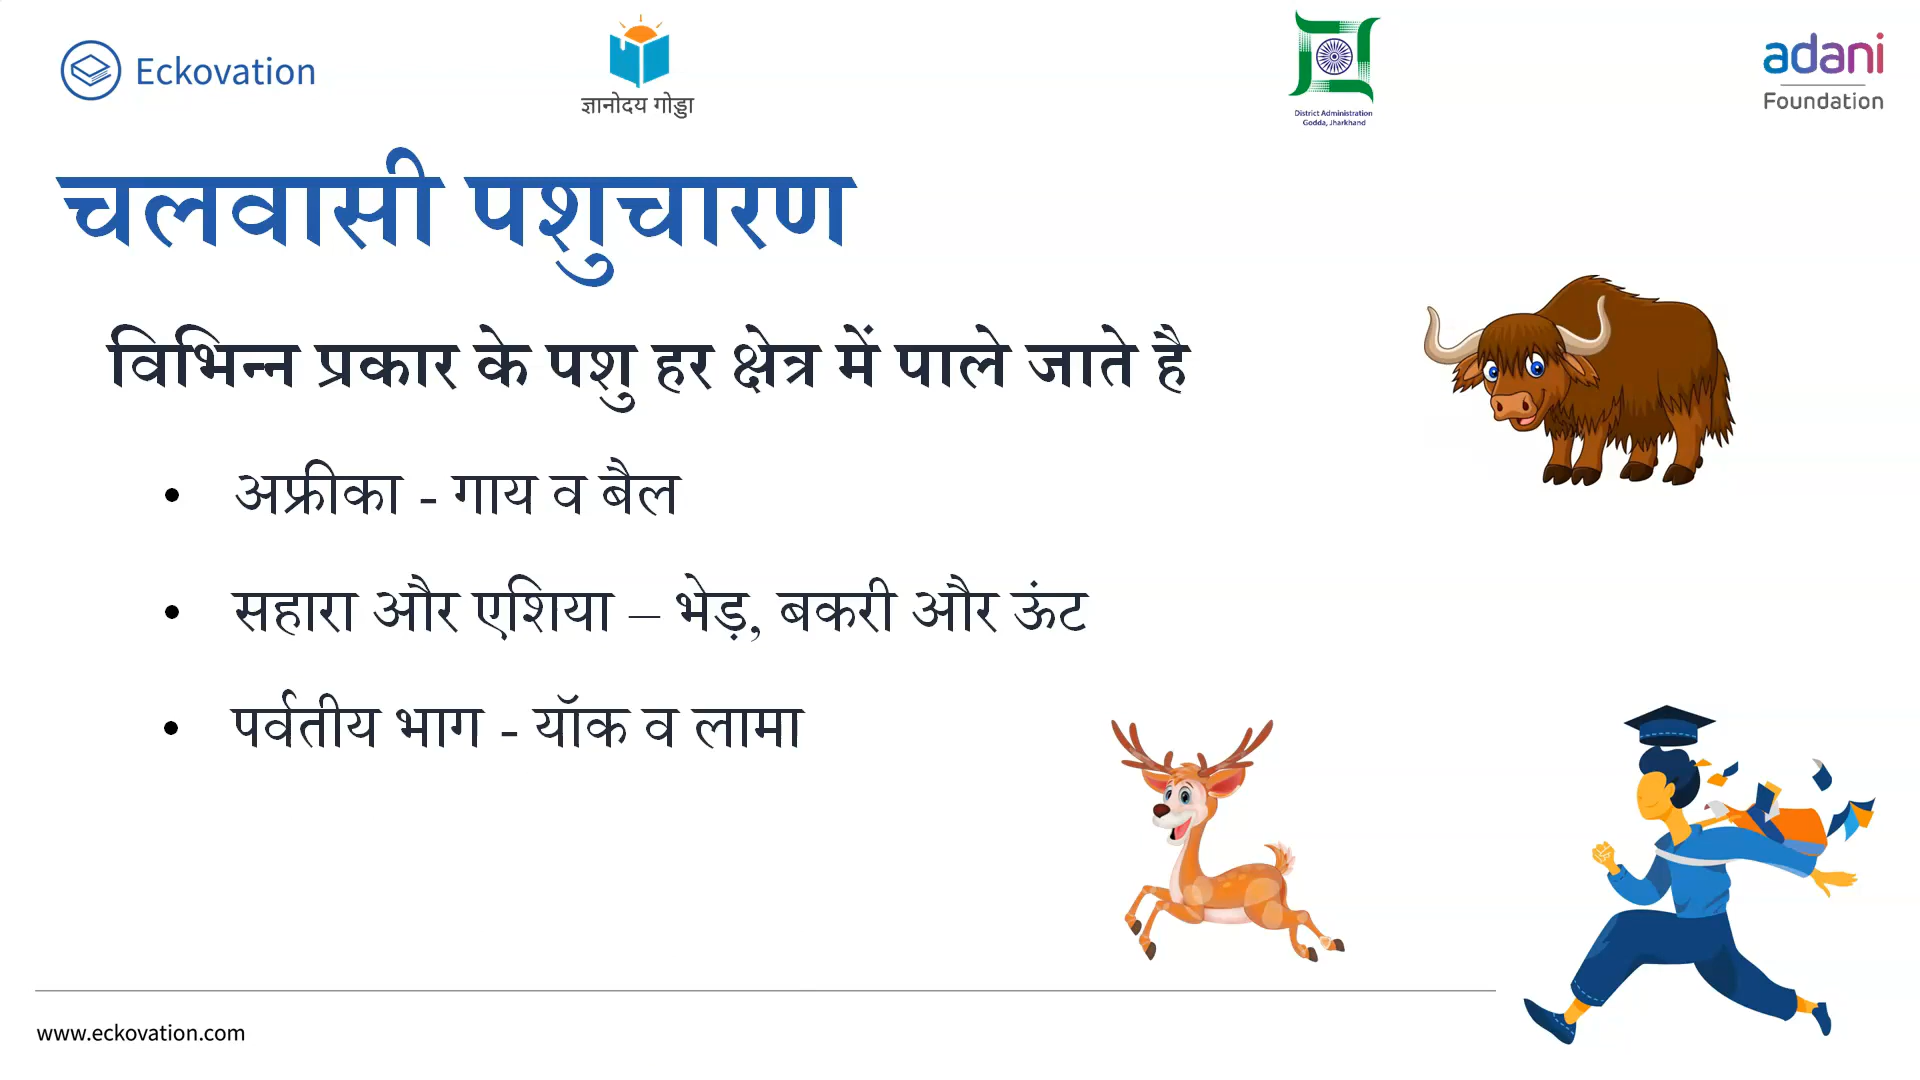 Eckovation
ज्ञानोदय गोड्डा
District Administration
Godda, Jharkhand
adani
Foundation
चलवासी पशुचारण
विभिन्न प्रकार के पशु हर क्षेत्र में पाले जाते है
• अफ्रीका - गाय व बैल
• सहारा और एशिया – भेड़, बकरी और ऊंट
• पर्वतीय भाग - यॉक व लामा
www.eckovation.com